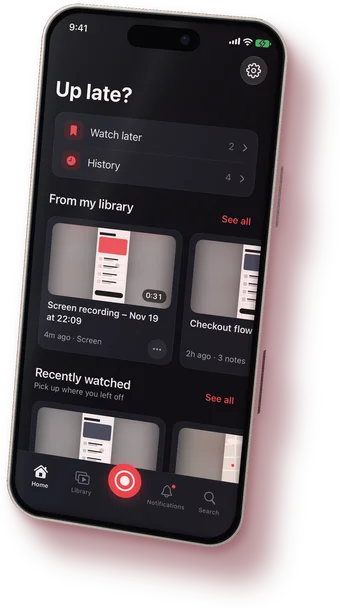 9:41
Up late?
Watch later
2
History
4
From my library
See all
0:31
Screen recording – Nov 19
at 22:09
4m ago · Screen
Checkout flow
2h ago · 3 notes
Recently watched
Pick up where you left off
See all
Home
Library
Notifications
Search